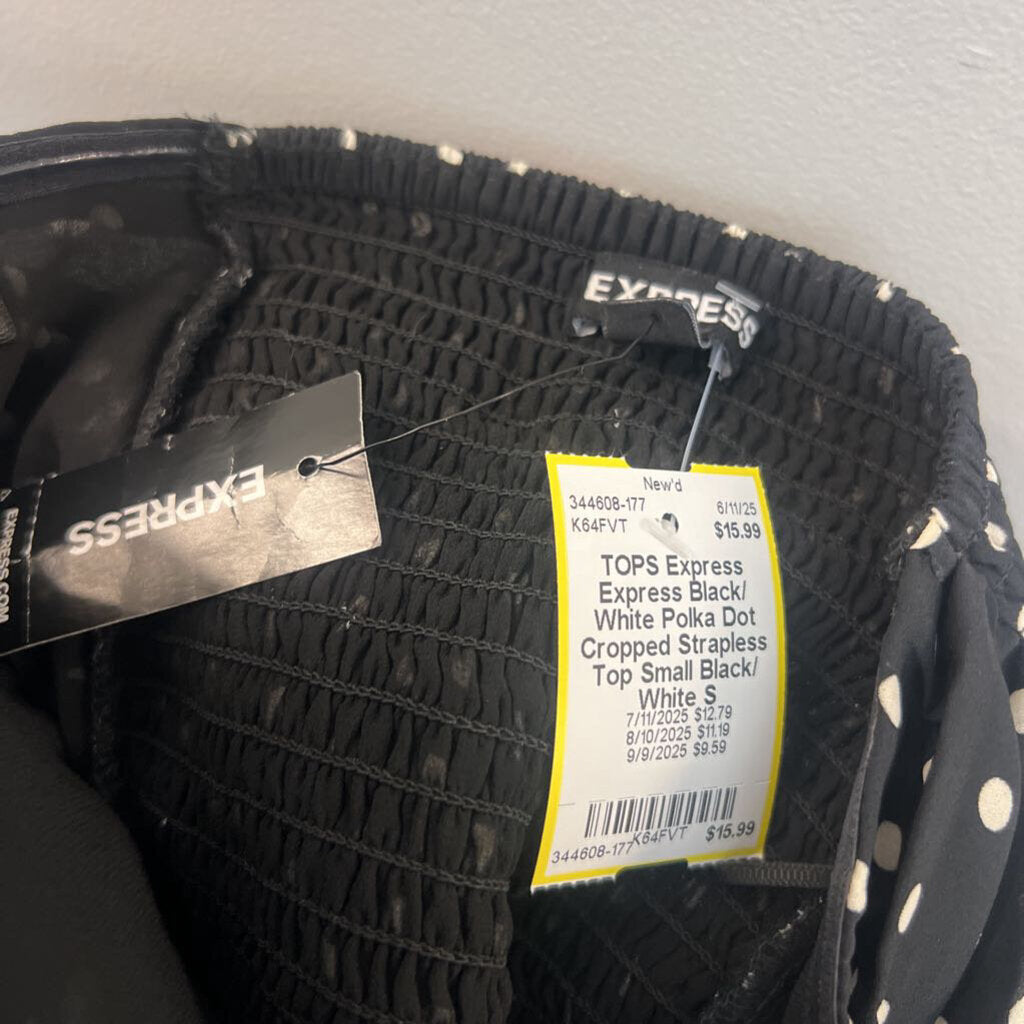 EXPRESS
EXPRESS
EXPRESS.COM
New'd
344608-177 6/11/25
K64FVT $15.99
TOPS Express
Express Black/
White Polka Dot
Cropped Strapless
Top Small Black/
White S
7/11/2025 $12.79
8/10/2025 $11.19
9/9/2025 $9.59
K64FVT $15.99
344608-177